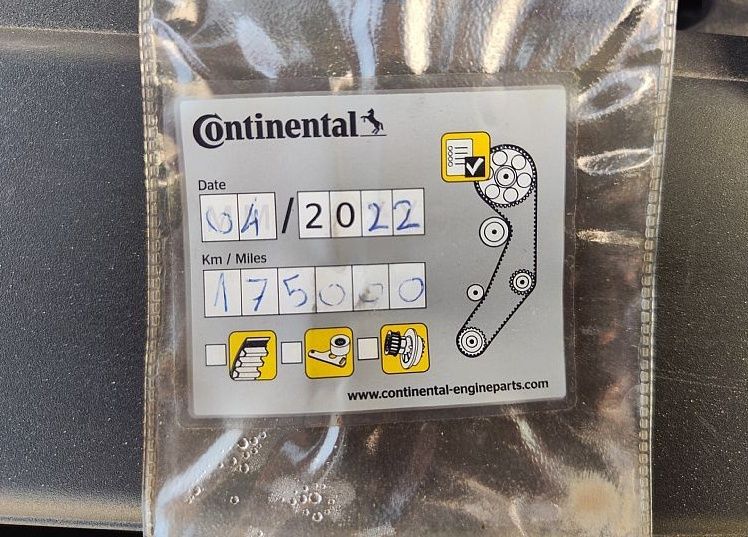 Continental
Date
04/2022
Km / Miles
175000
www.continental-engineparts.com